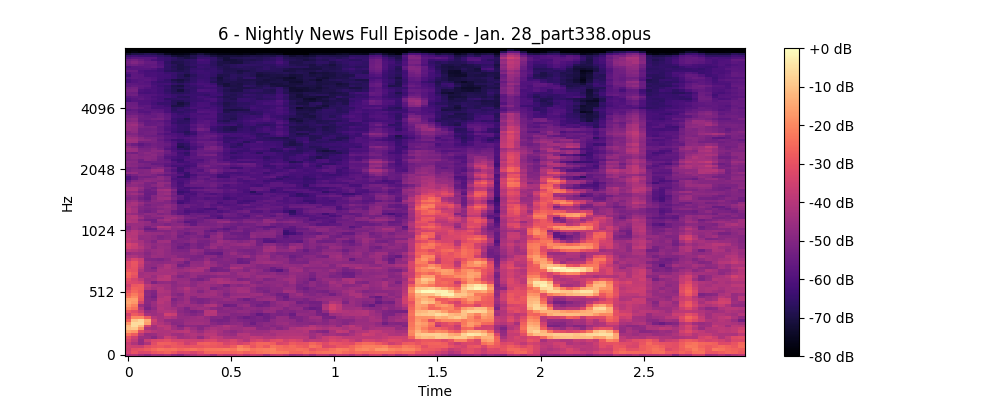 6 - Nightly News Full Episode - Jan. 28_part338.opus
+0 dB
-10 dB
-20 dB
-30 dB
-40 dB
-50 dB
-60 dB
-70 dB
-80 dB
4096
2048
1024
512
0
Hz
0
0.5
1
1.5
2
2.5
Time